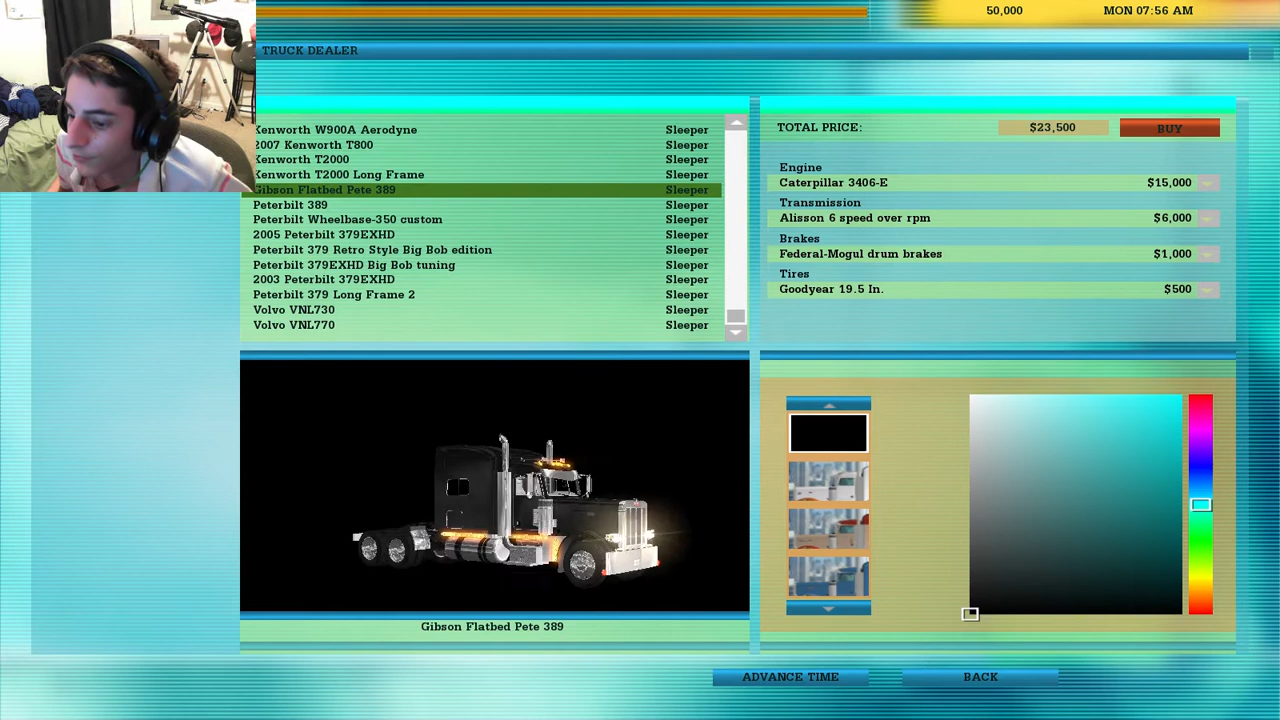 50,000 MON 07:56 AM
TRUCK DEALER
Kenworth W900A Aerodyne Sleeper
2007 Kenworth T800 Sleeper
Kenworth T2000 Sleeper
Kenworth T2000 Long Frame Sleeper
Gibson Flatbed Pete 389 Sleeper
Peterbilt 389 Sleeper
Peterbilt Wheelbase-350 custom Sleeper
2005 Peterbilt 379EXHD Sleeper
Peterbilt 379 Retro Style Big Bob edition Sleeper
Peterbilt 379EXHD Big Bob tuning Sleeper
2003 Peterbilt 379EXHD Sleeper
Peterbilt 379 Long Frame 2 Sleeper
Volvo VNL730 Sleeper
Volvo VNL770 Sleeper
TOTAL PRICE: $23,500 BUY
Engine
Caterpillar 3406-E $15,000
Transmission
Alisson 6 speed over rpm $6,000
Brakes
Federal-Mogul drum brakes $1,000
Tires
Goodyear 19.5 In. $500
Gibson Flatbed Pete 389
ADVANCE TIME BACK